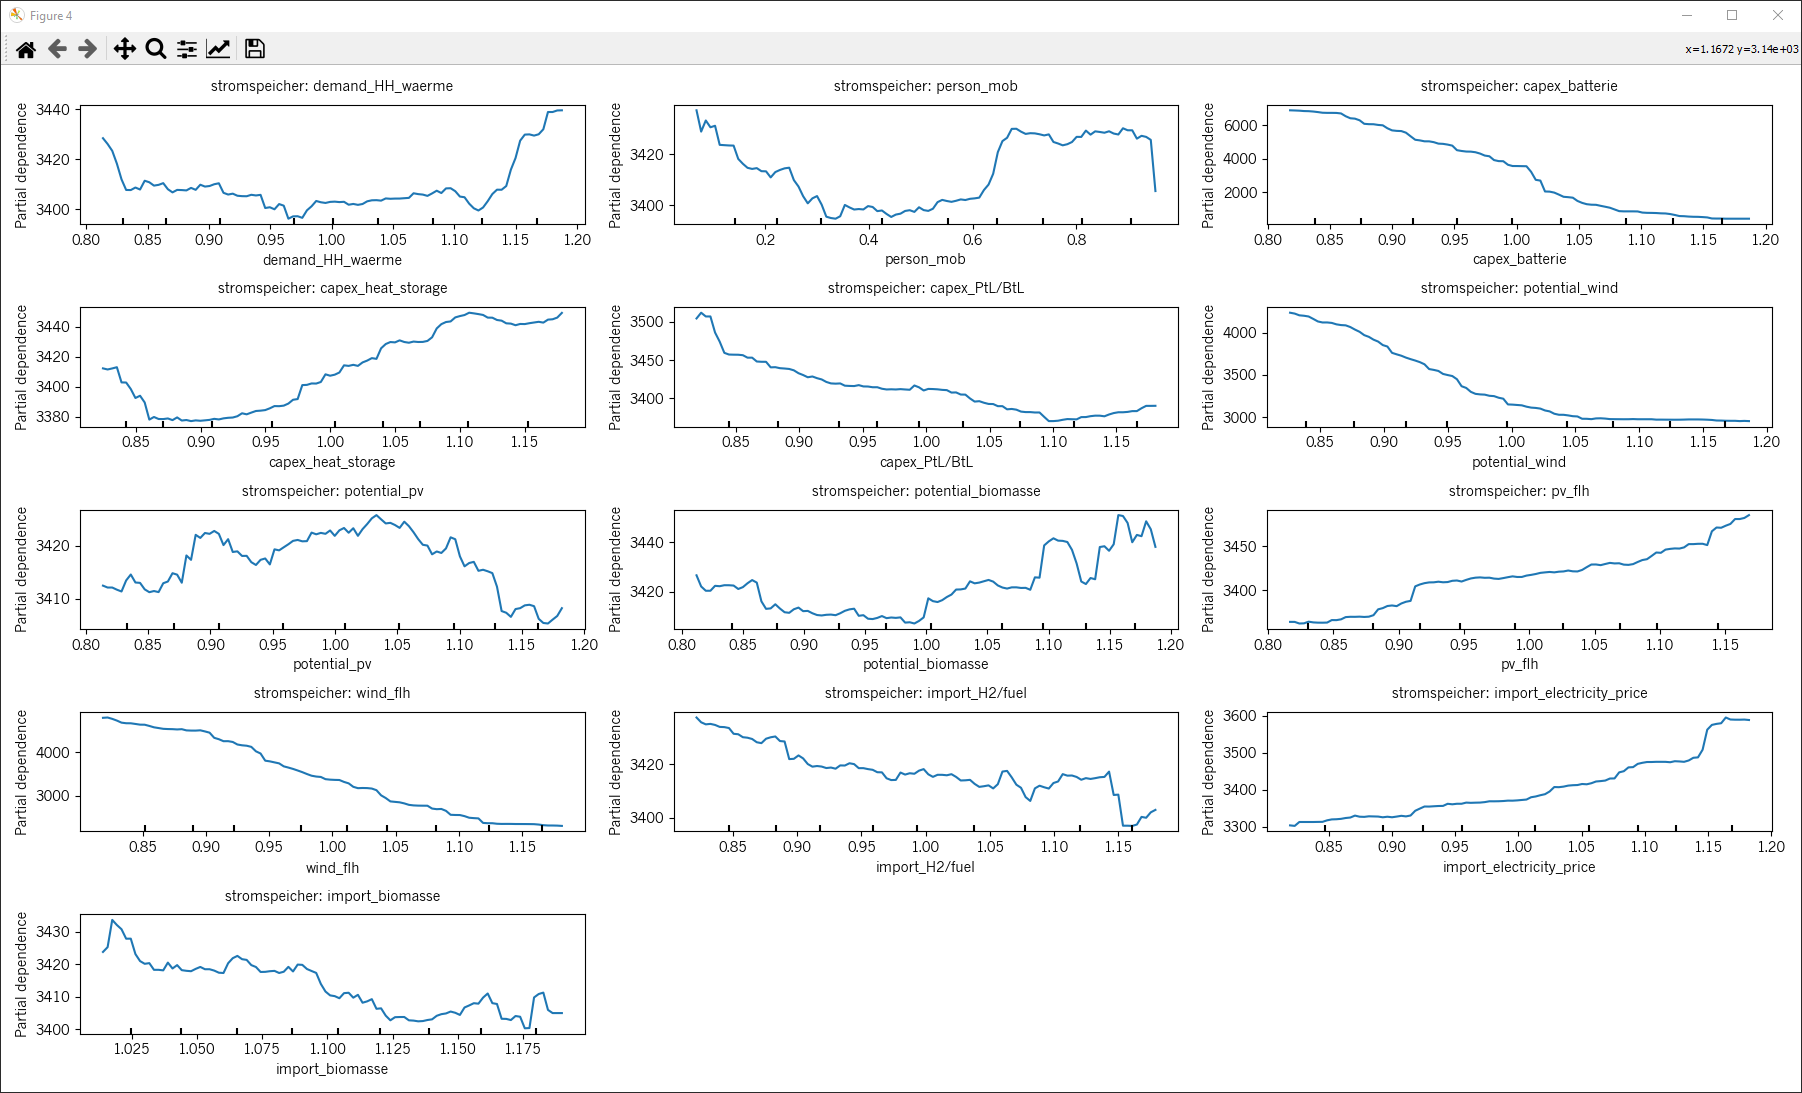 Figure 4
x=1.1672 y=3.14e+03
stromspeicher: demand_HH_waerme
Partial dependence
3440
3420
3400
0.80 0.85 0.90 0.95 1.00 1.05 1.10 1.15 1.20
demand_HH_waerme
stromspeicher: person_mob
Partial dependence
3420
3400
0.2 0.4 0.6 0.8
person_mob
stromspeicher: capex_batterie
Partial dependence
6000
4000
2000
0.80 0.85 0.90 0.95 1.00 1.05 1.10 1.15 1.20
capex_batterie
stromspeicher: capex_heat_storage
Partial dependence
3440
3420
3400
3380
0.85 0.90 0.95 1.00 1.05 1.10 1.15
capex_heat_storage
stromspeicher: capex_PtL/BtL
Partial dependence
3500
3450
3400
0.85 0.90 0.95 1.00 1.05 1.10 1.15
capex_PtL/BtL
stromspeicher: potential_wind
Partial dependence
4000
3500
3000
0.85 0.90 0.95 1.00 1.05 1.10 1.15 1.20
potential_wind
stromspeicher: potential_pv
Partial dependence
3420
3410
0.80 0.85 0.90 0.95 1.00 1.05 1.10 1.15 1.20
potential_pv
stromspeicher: potential_biomasse
Partial dependence
3440
3420
0.80 0.85 0.90 0.95 1.00 1.05 1.10 1.15 1.20
potential_biomasse
stromspeicher: pv_flh
Partial dependence
3450
3400
0.80 0.85 0.90 0.95 1.00 1.05 1.10 1.15
pv_flh
stromspeicher: wind_flh
Partial dependence
4000
3000
0.85 0.90 0.95 1.00 1.05 1.10 1.15
wind_flh
stromspeicher: import_H2/fuel
Partial dependence
3420
3400
0.85 0.90 0.95 1.00 1.05 1.10 1.15
import_H2/fuel
stromspeicher: import_electricity_price
Partial dependence
3600
3500
3400
3300
0.85 0.90 0.95 1.00 1.05 1.10 1.15 1.20
import_electricity_price
stromspeicher: import_biomasse
Partial dependence
3430
3420
3410
3400
1.025 1.050 1.075 1.100 1.125 1.150 1.175
import_biomasse